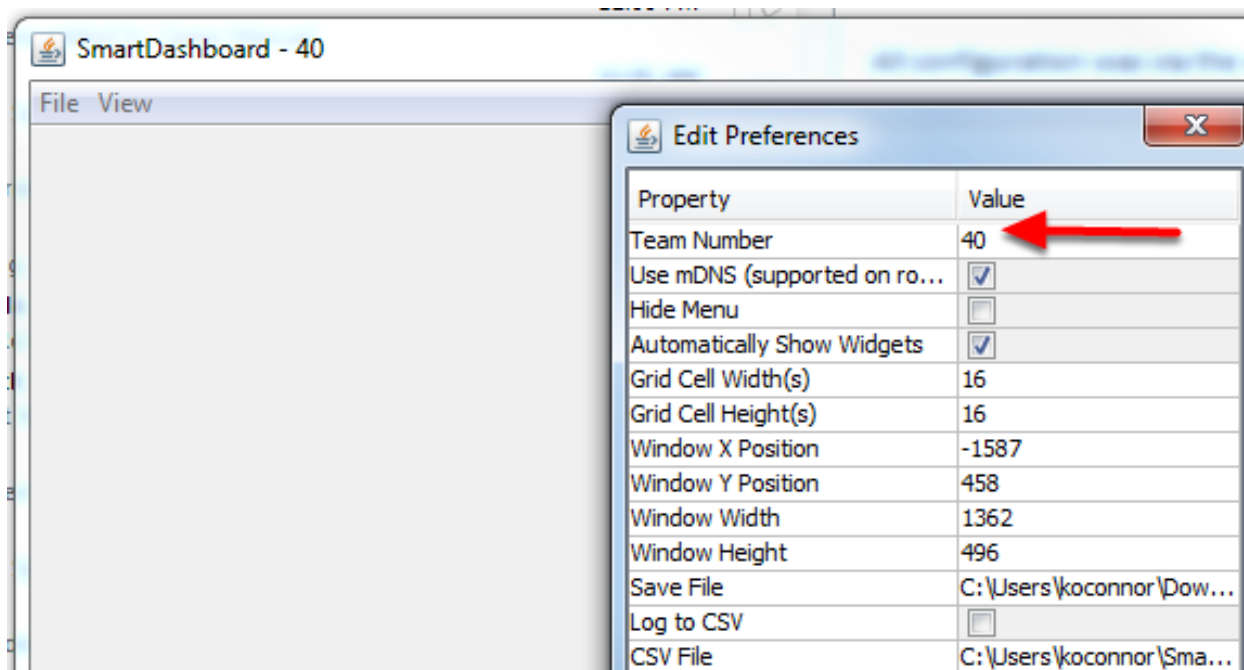 SmartDashboard - 40
File View
Edit Preferences
Property Value
Team Number 40
Use mDNS (supported on ro... 
Hide Menu
Automatically Show Widgets
Grid Cell Width(s) 16
Grid Cell Height(s) 16
Window X Position -1587
Window Y Position 458
Window Width 1362
Window Height 496
Save File C:\Users\koconnor\Dow...
Log to CSV
CSV File C:\Users\koconnor\Sma...